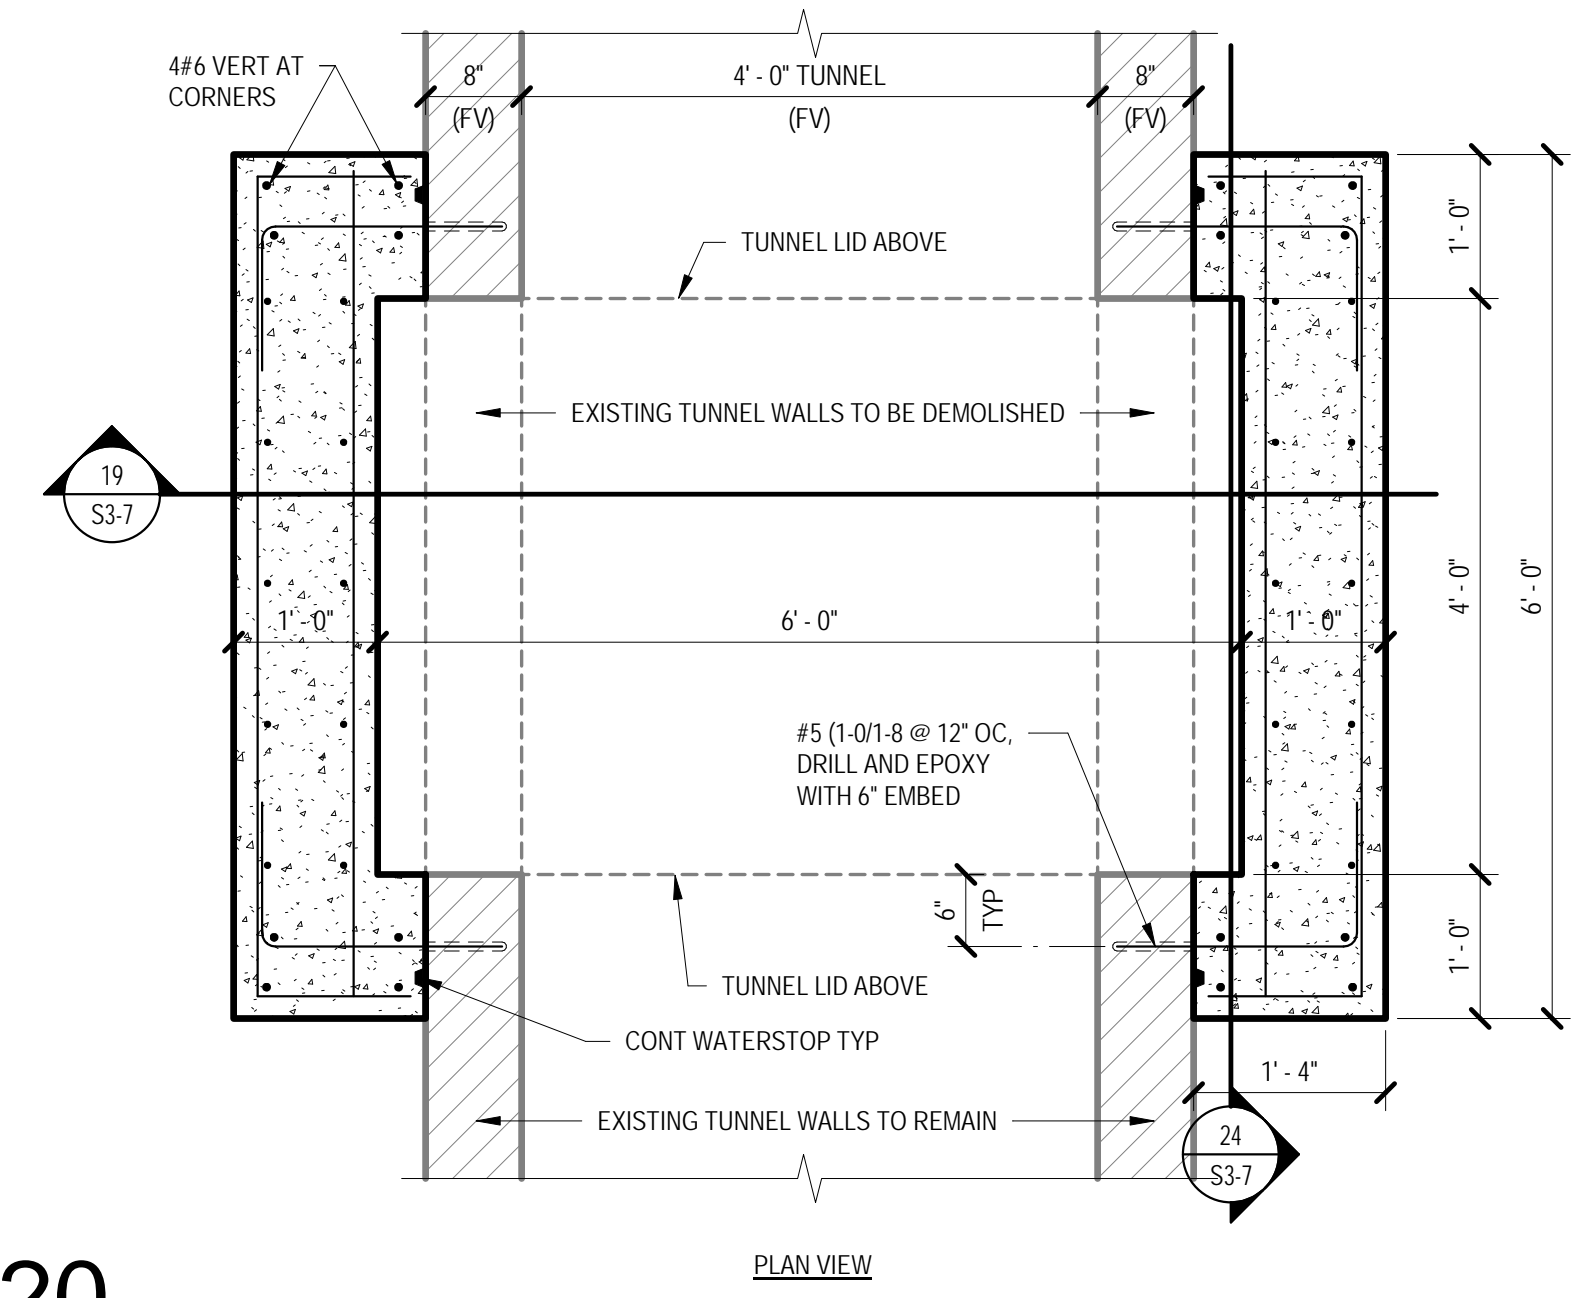 4#6 VERT AT
CORNERS
8"
(FV)
4' - 0" TUNNEL
(FV)
8"
(FV)
TUNNEL LID ABOVE
1' - 0"
EXISTING TUNNEL WALLS TO BE DEMOLISHED
19
S3-7
4' - 0"
6' - 0"
1' - 0"
6' - 0"
1' - 0"
#5 (1-0/1-8 @ 12" OC,
DRILL AND EPOXY
WITH 6" EMBED
6"
TYP
1' - 0"
TUNNEL LID ABOVE
CONT WATERSTOP TYP
1' - 4"
EXISTING TUNNEL WALLS TO REMAIN
24
S3-7
PLAN VIEW
20